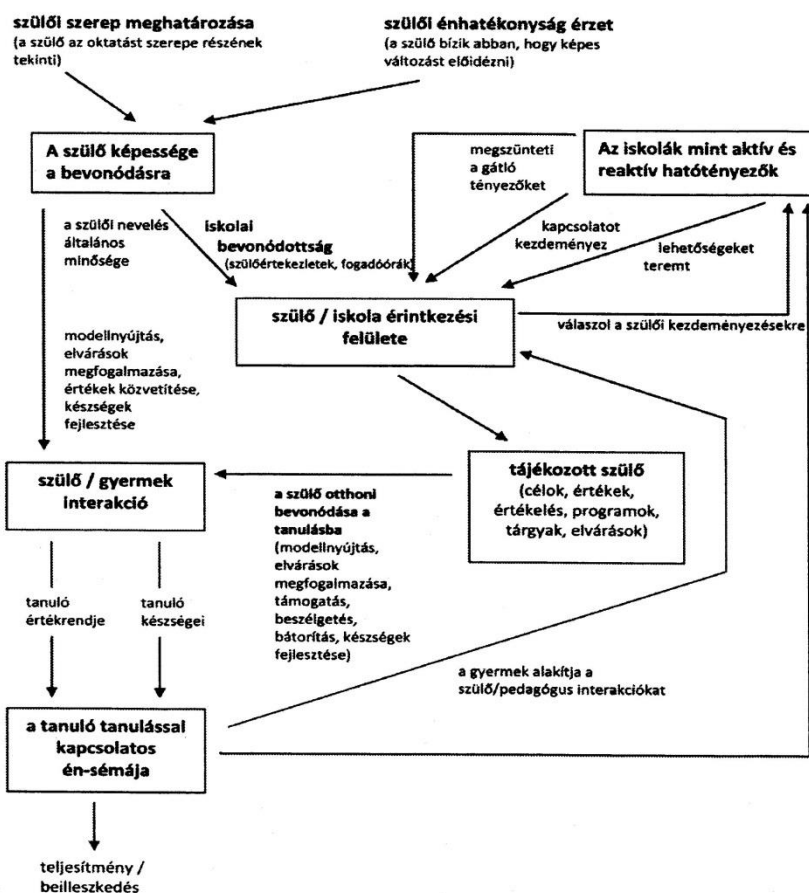 szülői szerep meghatározása
(a szülő az oktatást szerepe részének
tekinti)
szülői énhatékonyság érzet
(a szülő bízik abban, hogy képes
változást előidézni)
A szülő képessége
a bevonódásra
megszünteti
a gátló
tényezőket
Az iskolák mint aktív és
reaktív hatótényezők
a szülői nevelés
általános
minősége
iskolai
bevonódottság
(szülőértekezletek, fogadóórák)
kapcsolatot
kezdeményez
lehetőségeket
teremt
szülő / iskola érintkezési
felülete
válaszol a szülői kezdeményezésekre
modellnyújtás,
elvárások
megfogalmazása,
értékek közvetítése,
készségek
fejlesztése
szülő / gyermek
interakció
a szülő otthoni
bevonódása a
tanulásba
(modellnyújtás,
elvárások
megfogalmazása,
támogatás,
beszélgetés,
bátorítás, készségek
fejlesztése)
tájékozott szülő
(célok, értékek,
értékelés, programok,
tárgyak, elvárások)
tanuló
értékrendje
tanuló
készségei
a gyermek alakítja a
szülő/pedagógus interakciókat
a tanuló tanulással
kapcsolatos
én-sémája
teljesítmény /
beilleszkedés